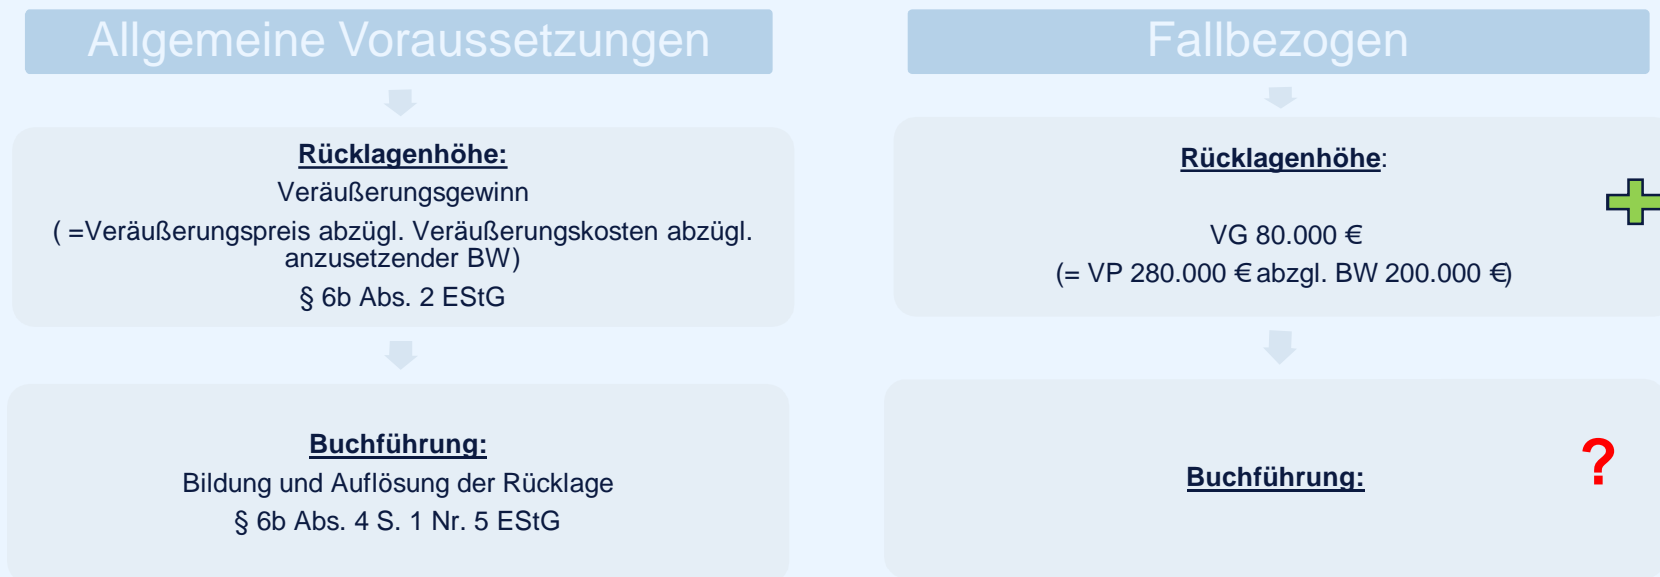 Allgemeine Voraussetzungen
Rücklagenhöhe:
Veräußerungsgewinn
( =Veräußerungspreis abzügl. Veräußerungskosten abzügl.
anzusetzender BW)
§ 6b Abs. 2 EStG
Buchführung:
Bildung und Auflösung der Rücklage
§ 6b Abs. 4 S. 1 Nr. 5 EStG
Fallbezogen
Rücklagenhöhe:
VG 80.000 €
(= VP 280.000 € abzgl. BW 200.000 €)
Buchführung:
?